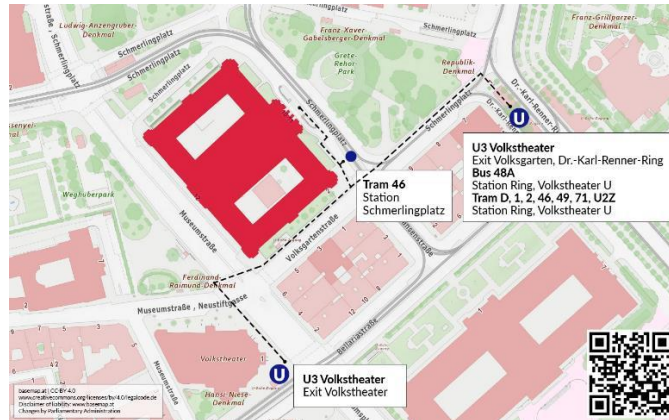 Ludwig-Anzengruber-
Denkmal
Schmerlingplatz
Franz Xaver
Gabelsberger-Denkmal
Grete-
Rehor-
Park
Franz-Grillparzer-
Denkmal
Schmerlingplatz
Republik-
Denkmal
Dr.-Karl-Renner-Ring
Schmerlingplatz
Schmerlingplatz
U
U3 Volkstheater
Exit Volksgarten, Dr.-Karl-Renner-Ring
Bus 48A
Station Ring, Volkstheater U
Tram D, 1, 2, 46, 49, 71, U2Z
Station Ring, Volkstheater U
Tram 46
Station
Schmerlingplatz
Weghuberpark
Museumstraße
Volksgartenstraße
Ferdinand-
Raimund-Denkmal
Museumstraße, Neustiftgasse
Bellariastraße
Volkstheater
U
U3 Volkstheater
Exit Volkstheater
Hansi-Niese-
Denkmal
basemap.at | CC BY 4.0
www.creativecommons.org/licenses/by/4.0/legalcode.de
Disclaimer of liability: www.basemap.at
Changes by Parliamentary Administration